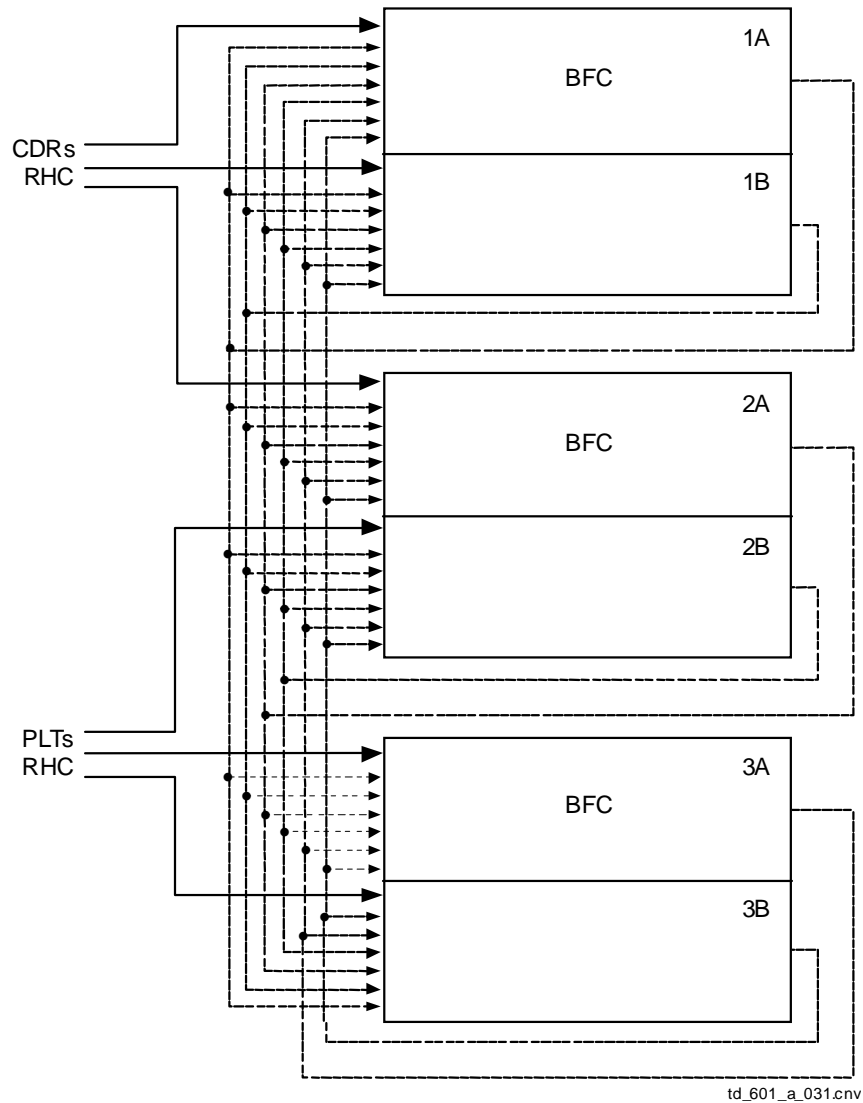 1A
BFC
CDRs
RHC
1B
2A
BFC
2B
PLTs
RHC
3A
BFC
3B
td_601_a_031.cnv